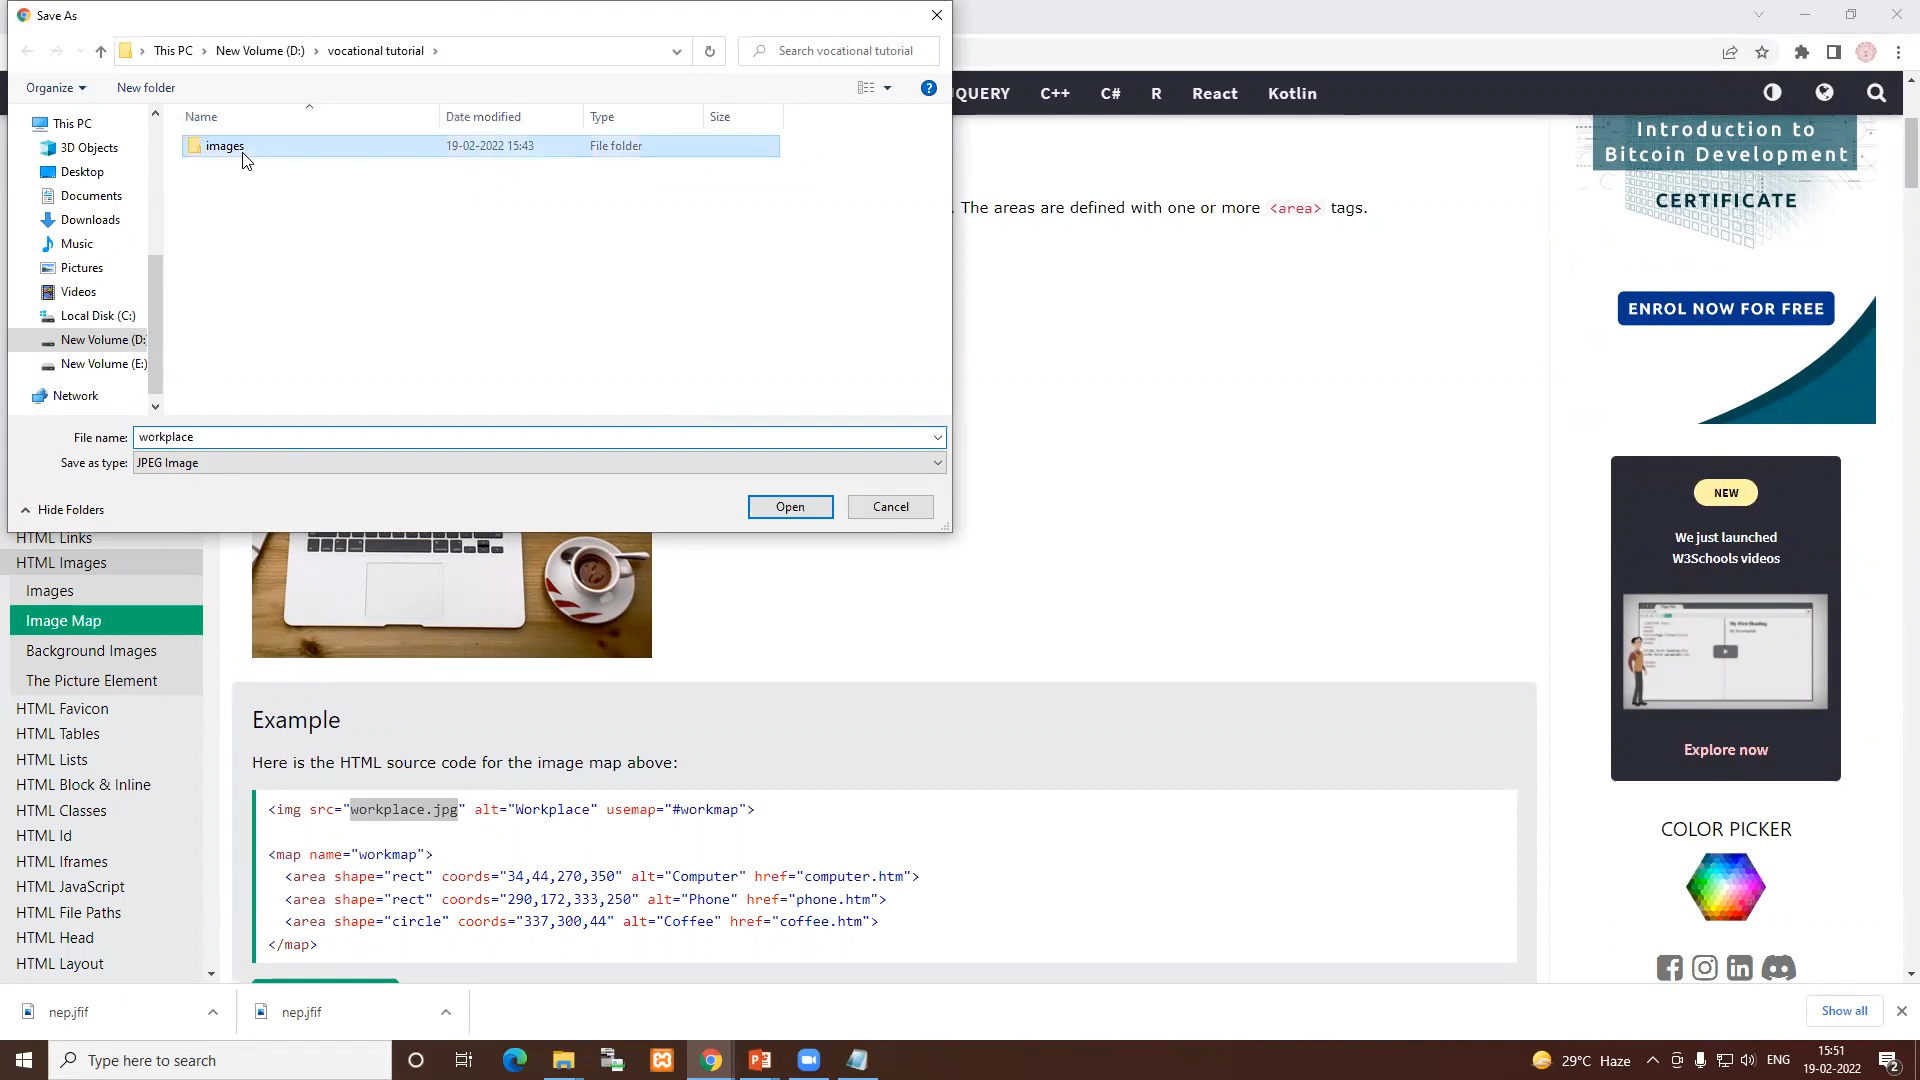 Save As
This PC
New Volume (D:)
vocational tutorial
Search vocational tutorial
Organize
New folder
Name
Date modified
Type
Size
This PC
3D Objects
Desktop
Documents
Downloads
Music
Pictures
Videos
Local Disk (C:)
New Volume (D:
New Volume (E:)
Network
images
19-02-2022 15:43
File folder
File name:
workplace
Save as type:
JPEG Image
Hide Folders
Open
Cancel
QUERY
C++
C#
R
React
Kotlin
. The areas are defined with one or more <area> tags.
Introduction to
Bitcoin Development
CERTIFICATE
ENROL NOW FOR FREE
NEW
We just launched
W3Schools videos
Explore now
COLOR PICKER
HTML Links
HTML Images
Images
Image Map
Background Images
The Picture Element
HTML Favicon
HTML Tables
HTML Lists
HTML Block & Inline
HTML Classes
HTML Id
HTML Iframes
HTML JavaScript
HTML File Paths
HTML Head
HTML Layout
Example
Here is the HTML source code for the image map above:
<img src="workplace.jpg" alt="Workplace" usemap="#workmap">
<map name="workmap">
<area shape="rect" coords="34,44,270,350" alt="Computer" href="computer.htm">
<area shape="rect" coords="290,172,333,250" alt="Phone" href="phone.htm">
<area shape="circle" coords="337,300,44" alt="Coffee" href="coffee.htm">
</map>
nep.jfif
nep.jfif
Show all
Type here to search
29°C Haze
ENG
15:51
19-02-2022
2